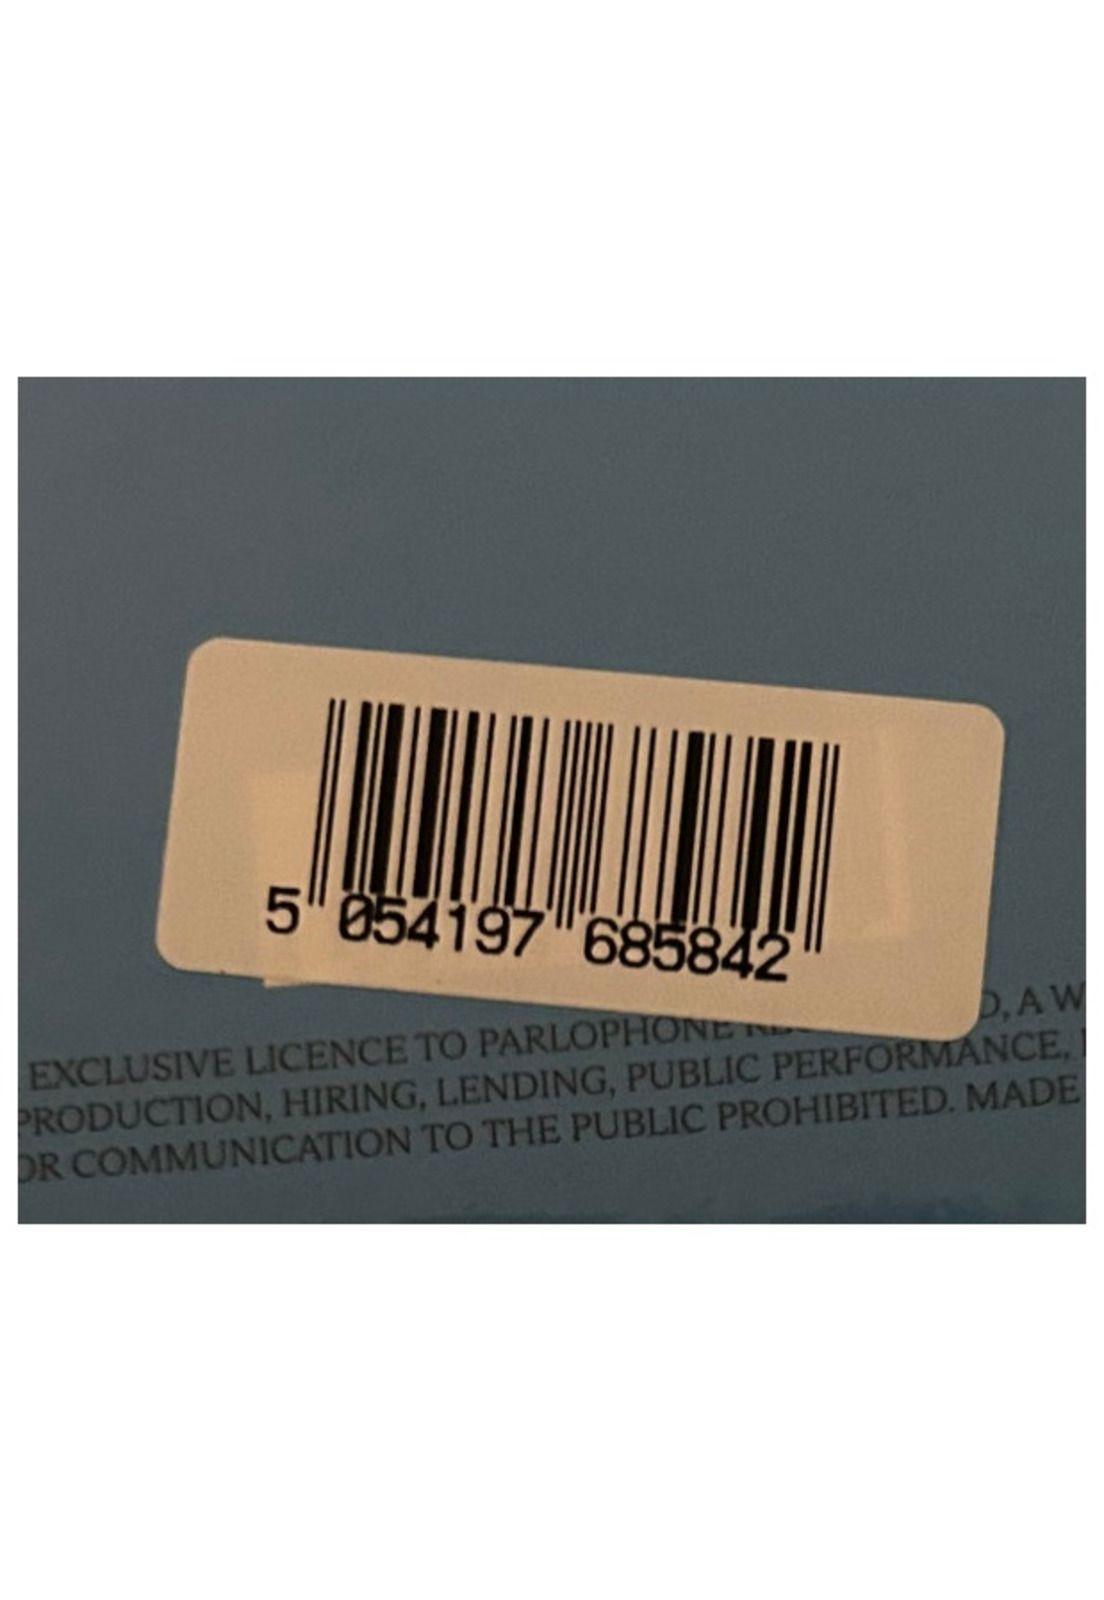 5 054197 685842
EXCLUSIVE LICENCE TO PARLOPHONE D, A W
PRODUCTION, HIRING, LENDING, PUBLIC PERFORMANCE,
OR COMMUNICATION TO THE PUBLIC PROHIBITED. MADE